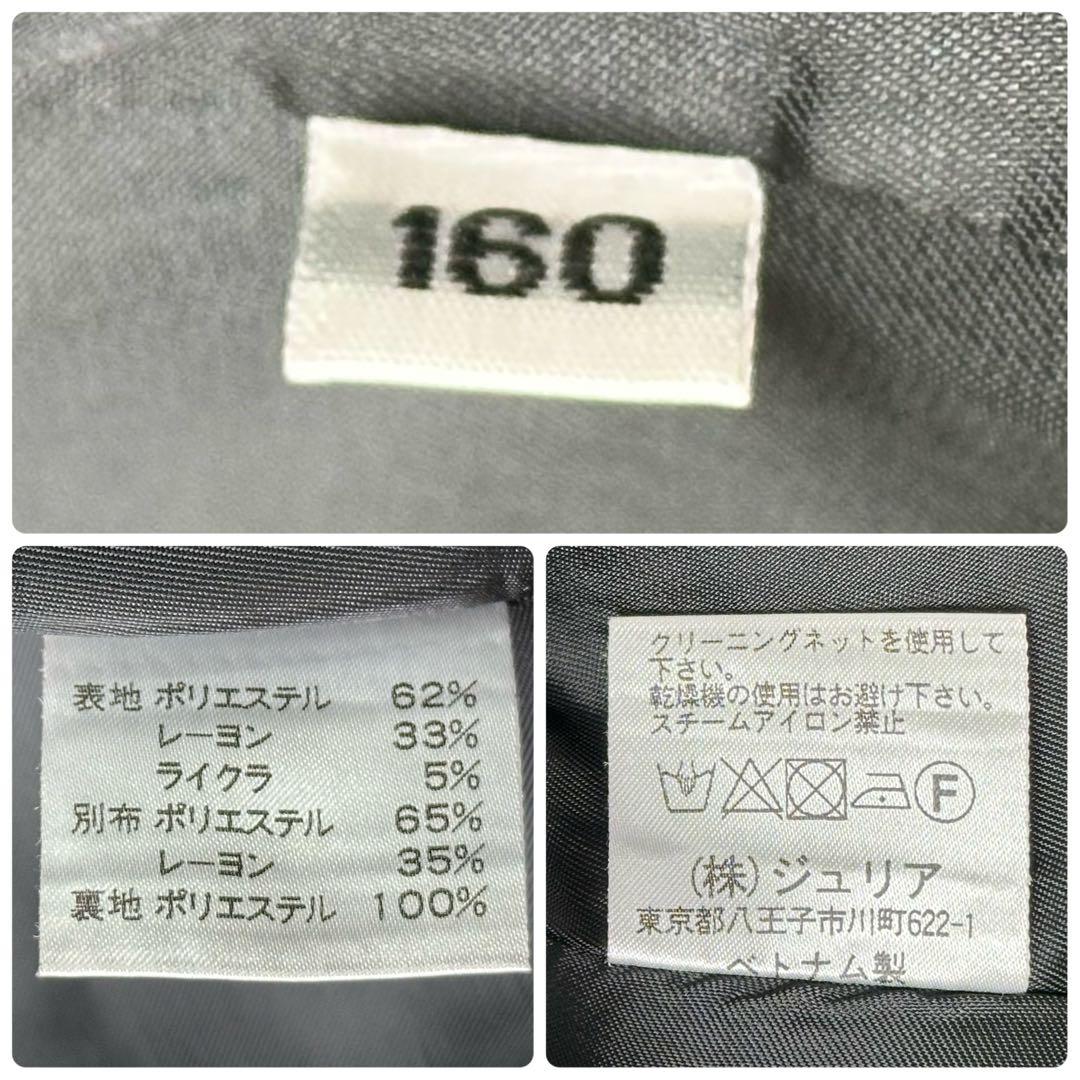 160
表地 ポリエステル 62%
レーヨン 33%
ライクラ 5%
別布 ポリエステル 65%
レーヨン 35%
裏地 ポリエステル 100%
クリーニングネットを使用して
下さい。
乾燥機の使用はお避け下さい。
スチームアイロン禁止
F
(株)ジュリア
東京都八王子市川町622-1
ベトナム製